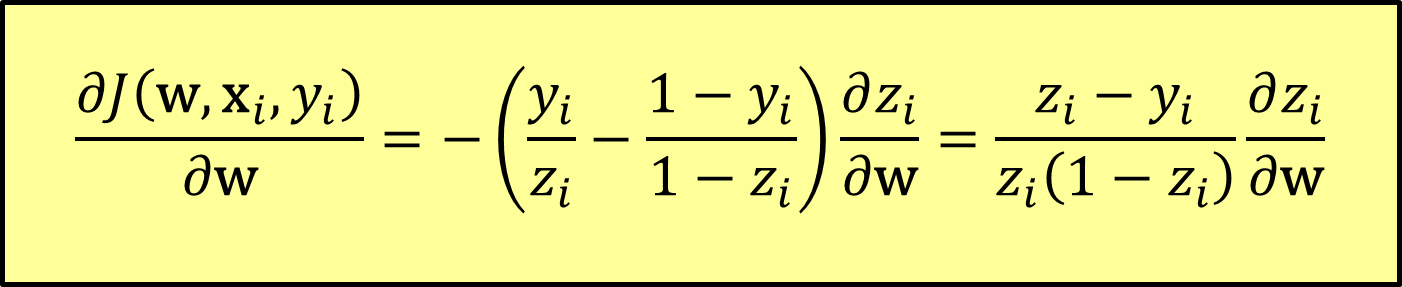 ∂J(𝐰, 𝐱ᵢ, yᵢ)/∂𝐰 = −(yᵢ/zᵢ − (1 − yᵢ)/(1 − zᵢ)) ∂zᵢ/∂𝐰 = (zᵢ − yᵢ)/(zᵢ(1 − zᵢ)) ∂zᵢ/∂𝐰